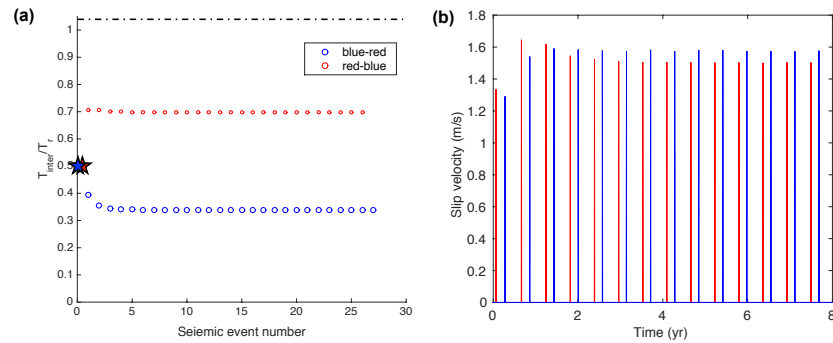 (a)
1
0.9
0.8
0.7
0.6
0.5
0.4
0.3
0.2
0.1
0
T_inter/T_r
blue-red
red-blue
0 5 10 15 20 25 30
Seiemic event number
(b)
1.8
1.6
1.4
1.2
1
0.8
0.6
0.4
0.2
0
Slip velocity (m/s)
0 2 4 6 8
Time (yr)